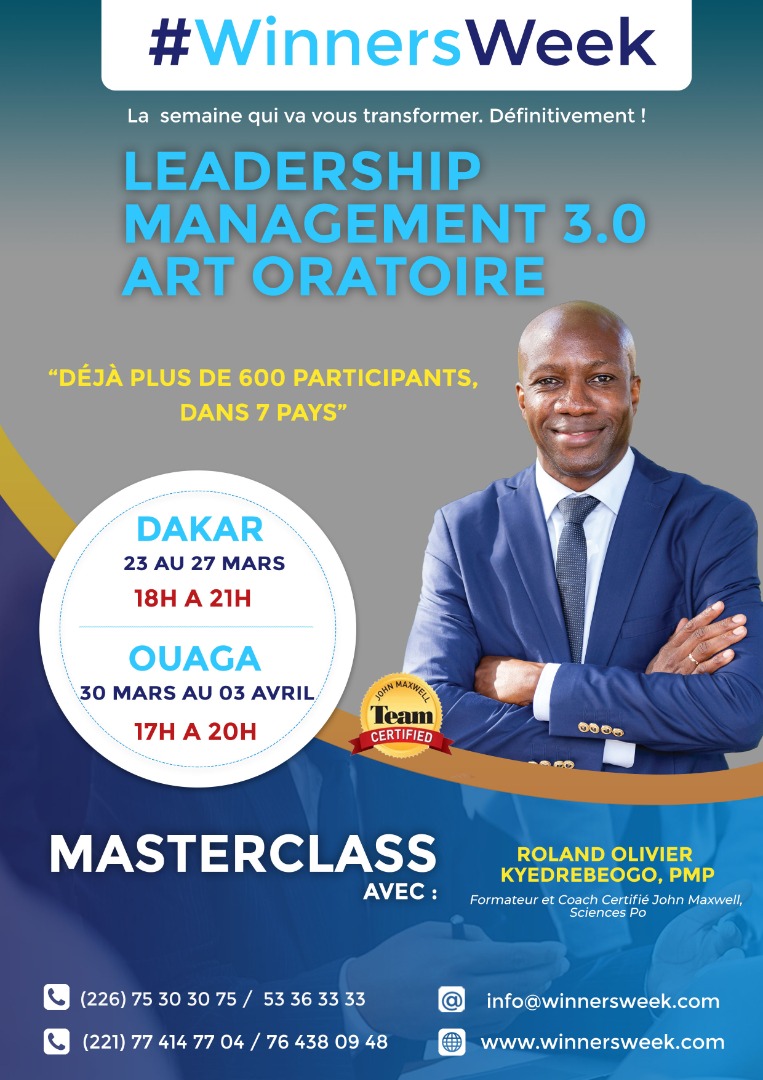 #WinnersWeek
La semaine qui va vous transformer. Définitivement !
LEADERSHIP
MANAGEMENT 3.0
ART ORATOIRE
“DÉJÀ PLUS DE 600 PARTICIPANTS,
DANS 7 PAYS”
DAKAR
23 AU 27 MARS
18H A 21H
OUAGA
30 MARS AU 03 AVRIL
17H A 20H
JOHN MAXWELL
Team
CERTIFIED
MASTERCLASS
AVEC :
ROLAND OLIVIER
KYEDREBEOGO, PMP
Formateur et Coach Certifié John Maxwell,
Sciences Po
(226) 75 30 30 75 / 53 36 33 33
(221) 77 414 77 04 / 76 438 09 48
info@winnersweek.com
www.winnersweek.com